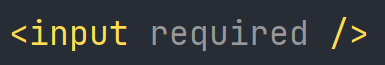 <input required />